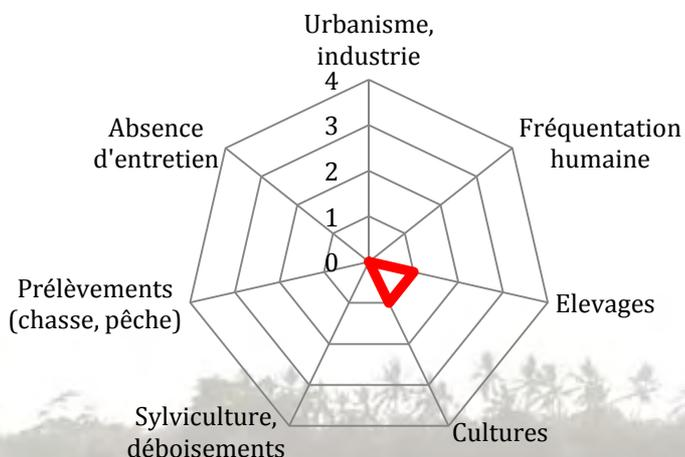 Urbanisme,
industrie
4
3
2
1
0
Fréquentation
humaine
Elevages
Cultures
Sylviculture,
déboisements
Prélèvements
(chasse, pêche)
Absence
d'entretien